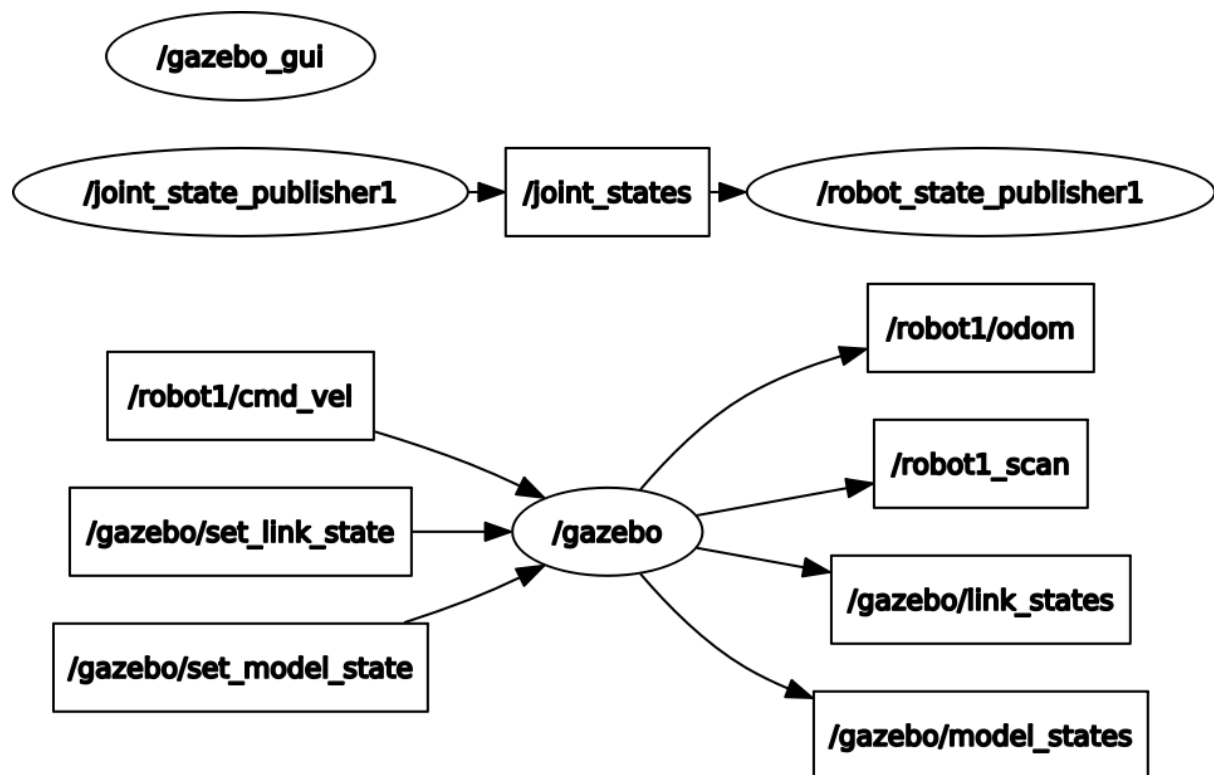 /gazebo_gui
/joint_state_publisher1
/joint_states
/robot_state_publisher1
/robot1/odom
/robot1/cmd_vel
/robot1_scan
/gazebo/set_link_state
/gazebo
/gazebo/link_states
/gazebo/set_model_state
/gazebo/model_states